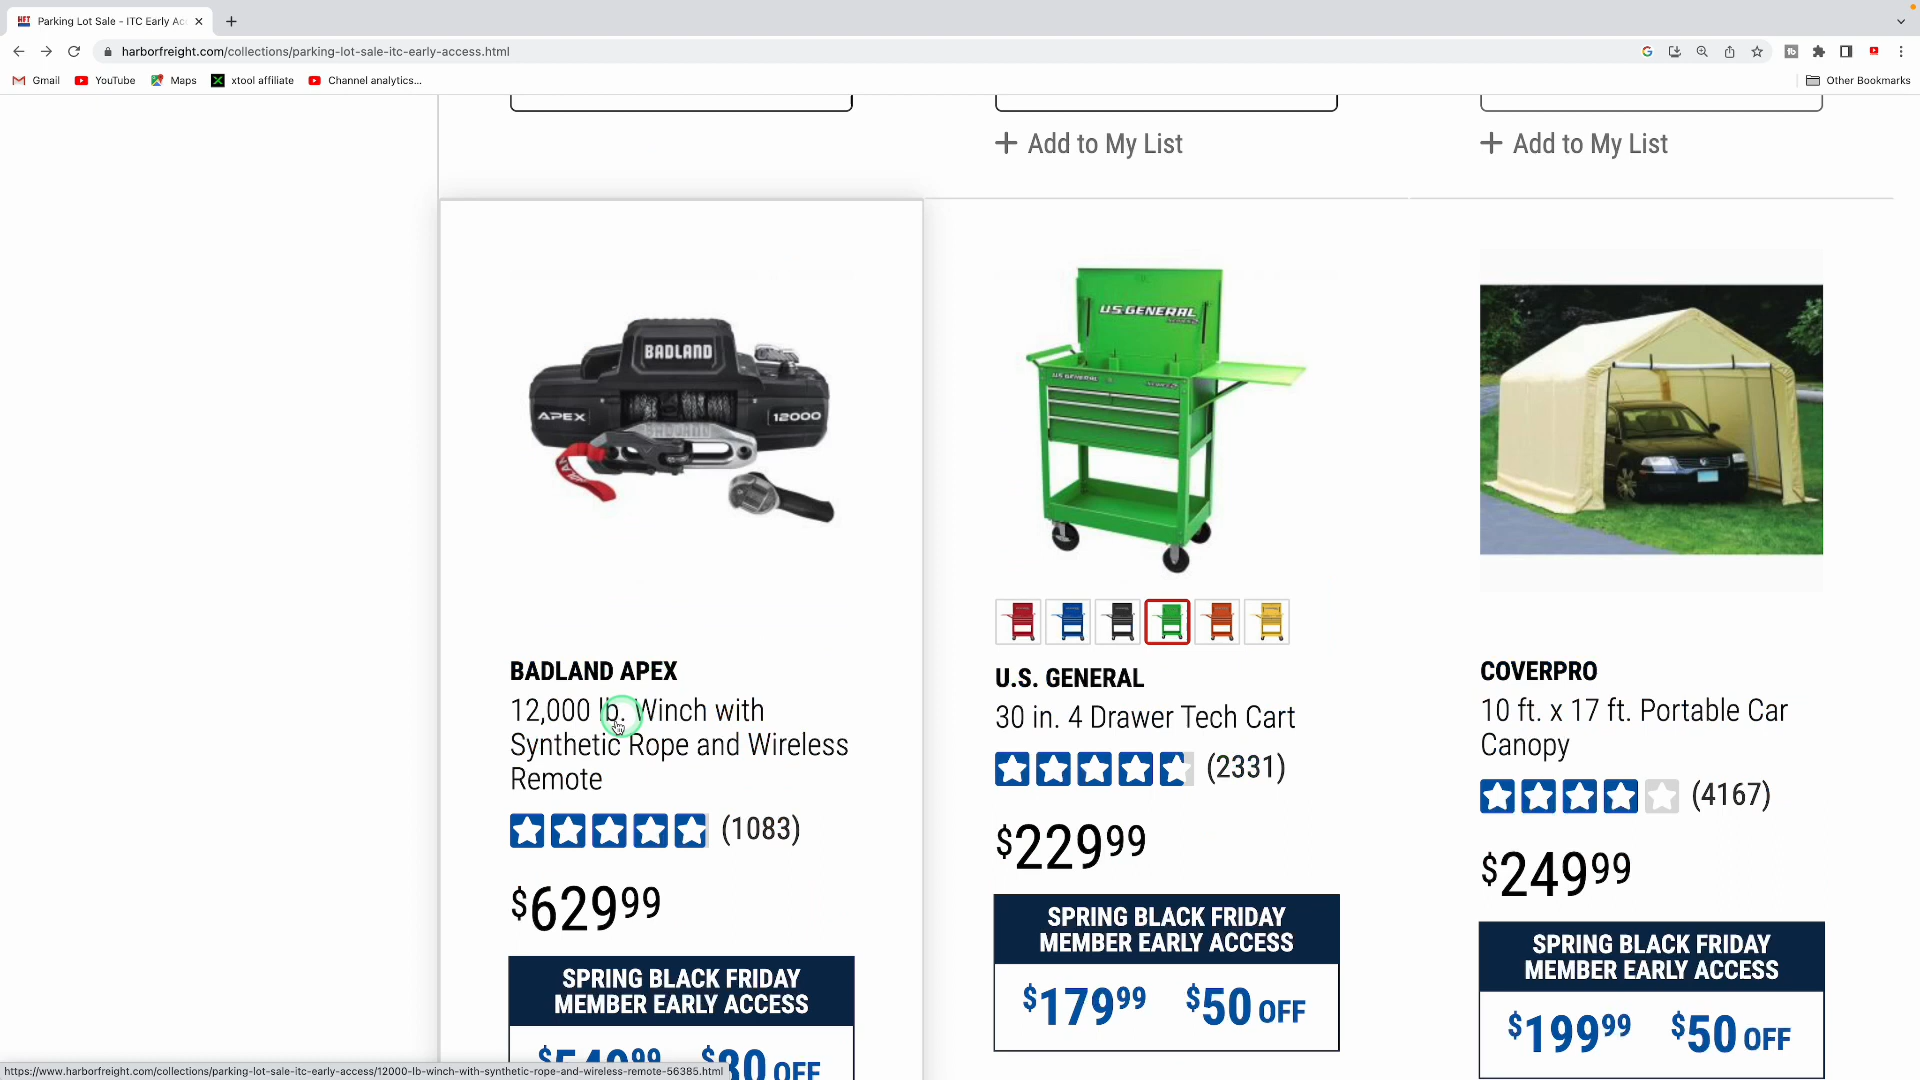 Parking Lot Sale - ITC Early Ac
harborfreight.com/collections/parking-lot-sale-itc-early-access.html
Gmail
YouTube
Maps
xtool affiliate
Channel analytics...
Other Bookmarks
+ Add to My List
+ Add to My List
BADLAND
APEX
12000
BADLAND
U.S.GENERAL
U.S.GENERAL
BADLAND APEX
12,000 lb. Winch with
Synthetic Rope and Wireless
Remote
(1083)
$629.99
SPRING BLACK FRIDAY
MEMBER EARLY ACCESS
OFF
U.S. GENERAL
30 in. 4 Drawer Tech Cart
(2331)
$229.99
SPRING BLACK FRIDAY
MEMBER EARLY ACCESS
$179.99 $50 OFF
COVERPRO
10 ft. x 17 ft. Portable Car
Canopy
(4167)
$249.99
SPRING BLACK FRIDAY
MEMBER EARLY ACCESS
$199.99 $50 OFF
https://www.harborfreight.com/collections/parking-lot-sale-itc-early-access/12000-lb-winch-with-synthetic-rope-and-wireless-remote-56385.html